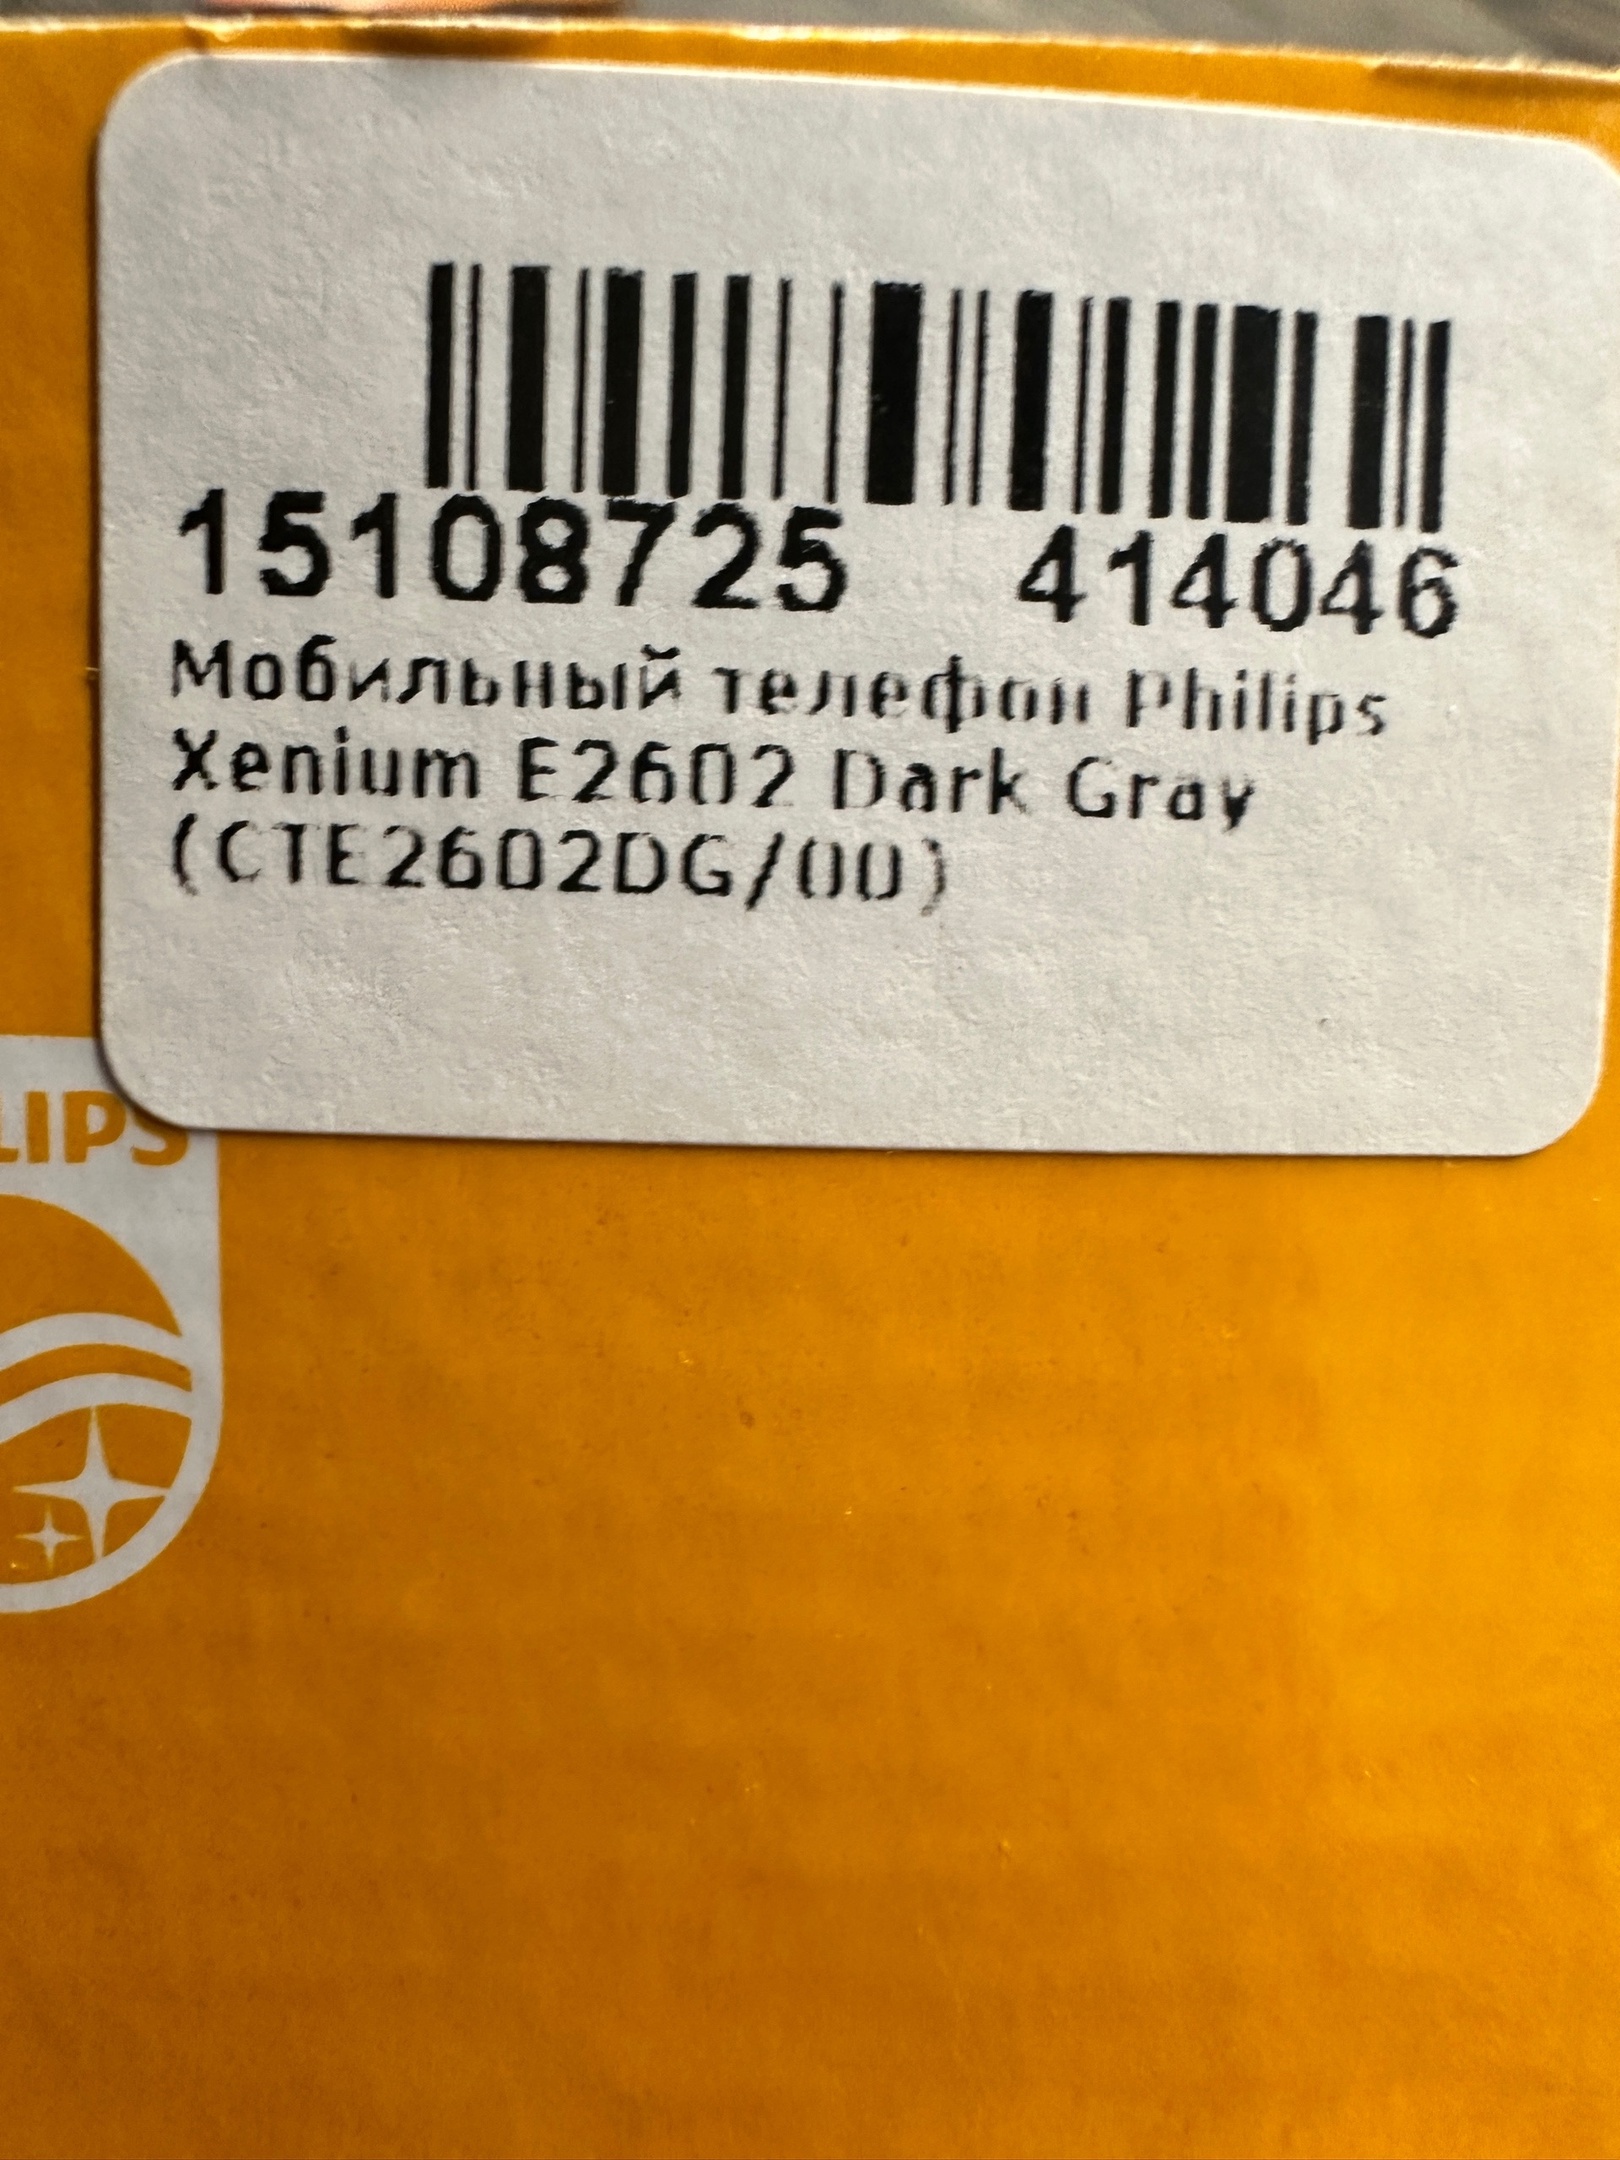 15108725 414046
Мобильный телефон Philips
Xenium E2602 Dark Gray
(CTE2602DG/00)
LIPS